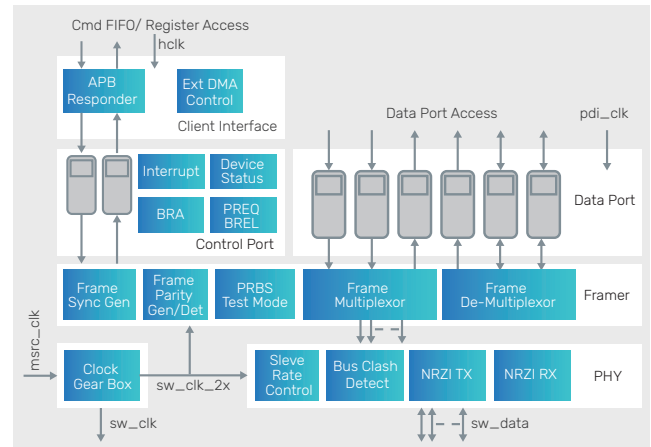 Cmd FIFO/ Register Access
hclk
APB
Responder
Ext DMA
Control
Client Interface
Data Port Access
pdi_clk
Interrupt
Device
Status
BRA
PREQ
BREL
Control Port
Data Port
Frame
Sync Gen
Frame
Parity
Gen/Det
PRBS
Test Mode
Frame
Multiplexor
Frame
De-Multiplexor
Framer
msrc_clk
Clock
Gear Box
sw_clk_2x
Sleve
Rate
Control
Bus Clash
Detect
NRZI TX
NRZI RX
PHY
sw_clk
sw_data